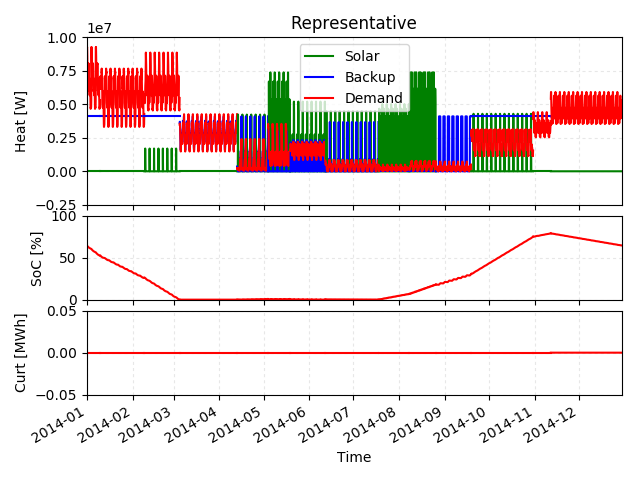 Representative
1e7
Heat [W]
1.00
0.75
0.50
0.25
0.00
−0.25
Solar
Backup
Demand
SoC [%]
100
50
0
Curt [MWh]
0.05
0.00
−0.05
2014-01
2014-02
2014-03
2014-04
2014-05
2014-06
2014-07
2014-08
2014-09
2014-10
2014-11
2014-12
Time